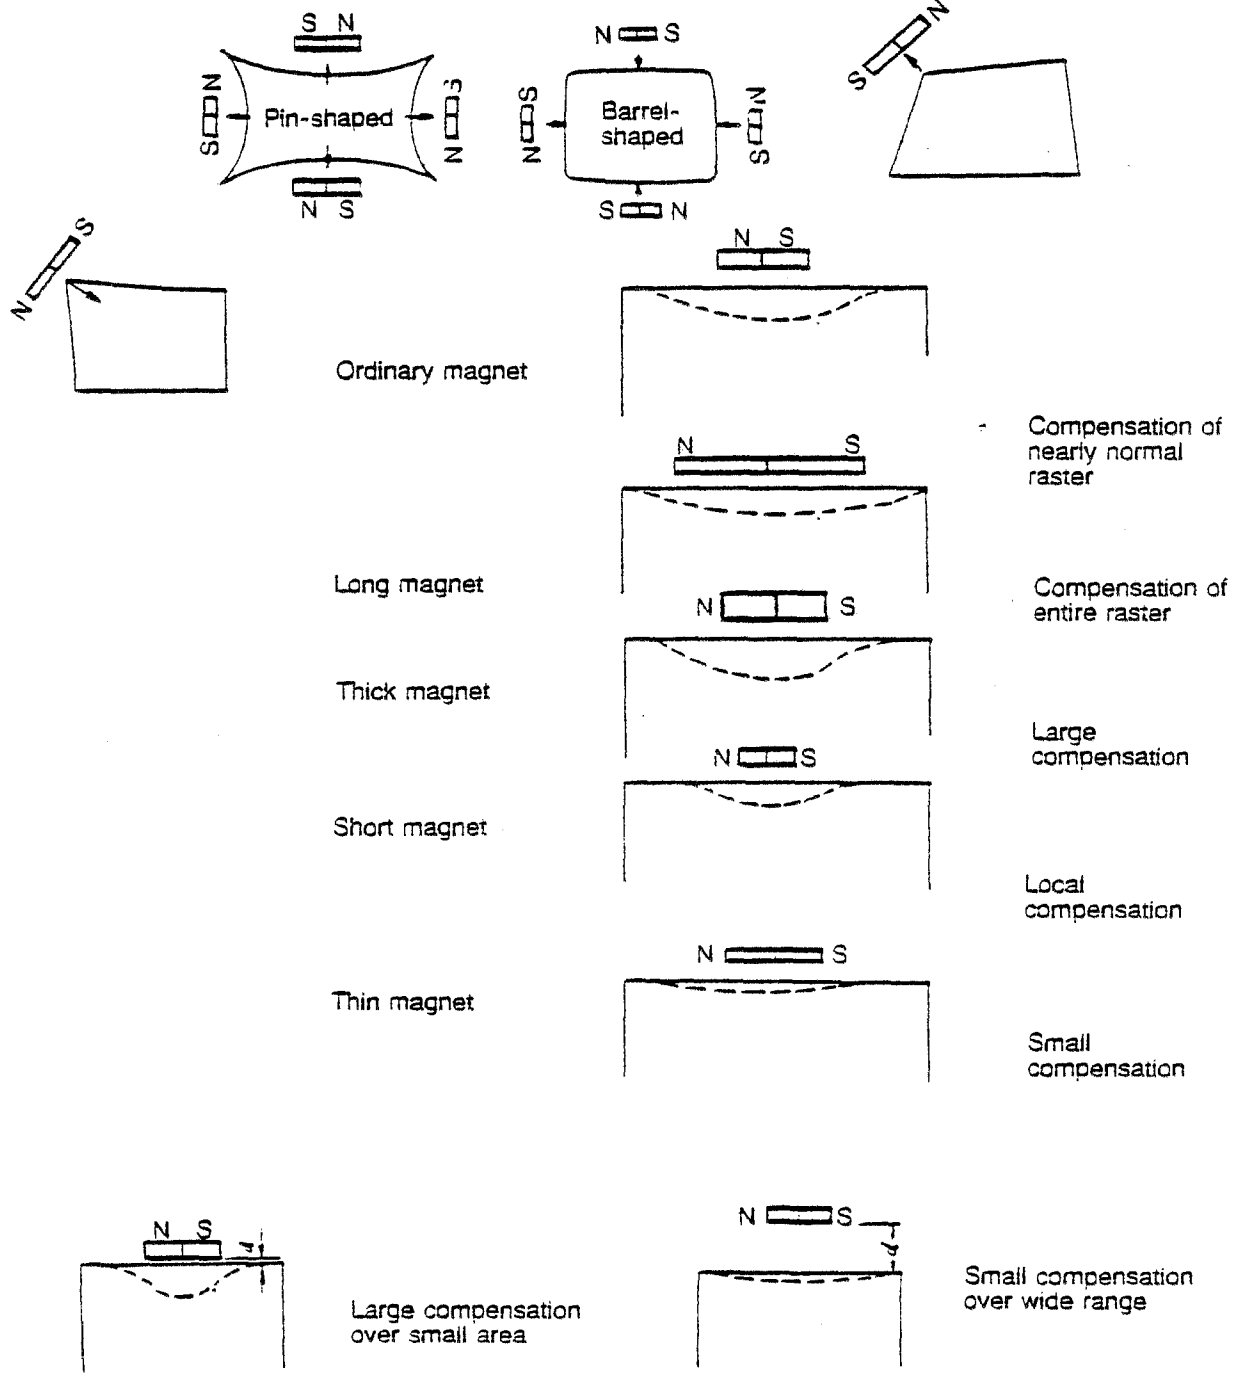 S N
N S
N
S
Pin-shaped
S
N
S
N
Barrel-
shaped
N
S
N
S
N S
S N
N
S
S
N
N S
Ordinary magnet
Compensation of
nearly normal
raster
N S
Long magnet
Compensation of
entire raster
N S
Thick magnet
Large
compensation
N S
Short magnet
Local
compensation
N S
Thin magnet
Small
compensation
N S
d
Large compensation
over small area
N S
d
Small compensation
over wide range